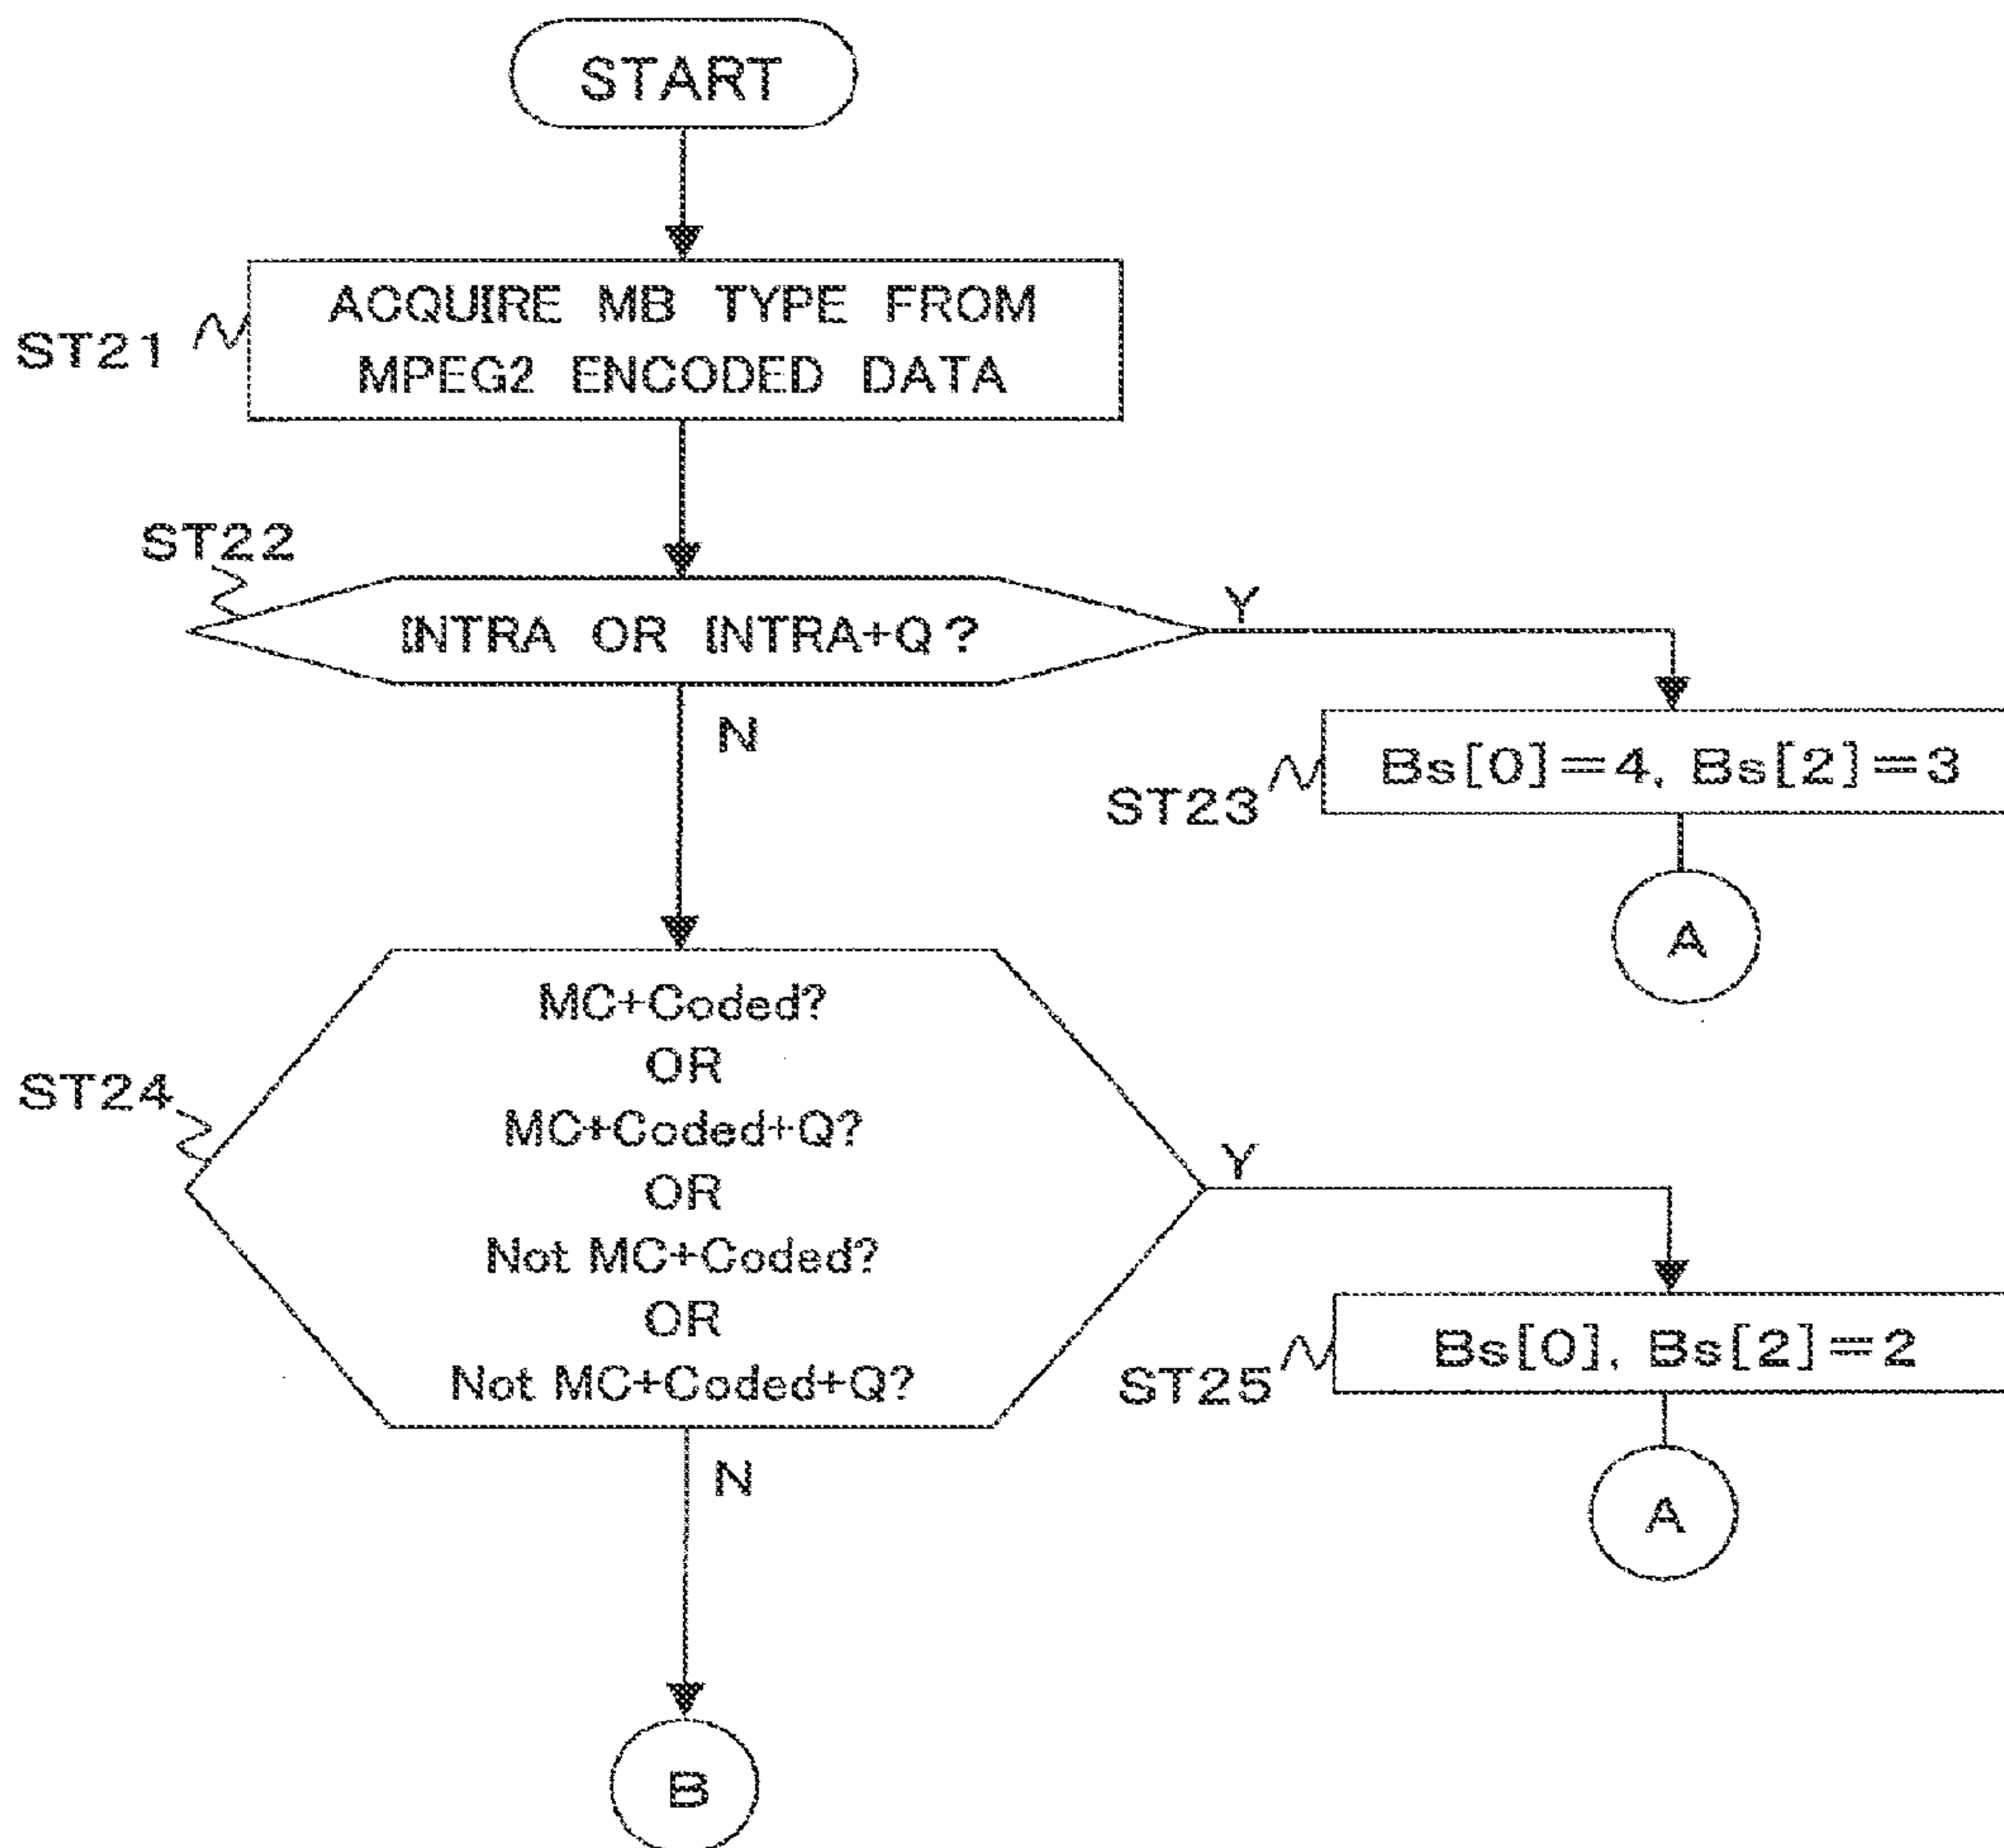 START
ST21
ACQUIRE MB TYPE FROM
MPEG2 ENCODED DATA
ST22
INTRA OR INTRA+Q?
Y
N
ST23
Bs[0]=4, Bs[2]=3
A
ST24
MC+Coded?
OR
MC+Coded+Q?
OR
Not MC+Coded?
OR
Not MC+Coded+Q?
Y
ST25
Bs[0], Bs[2]=2
A
N
B